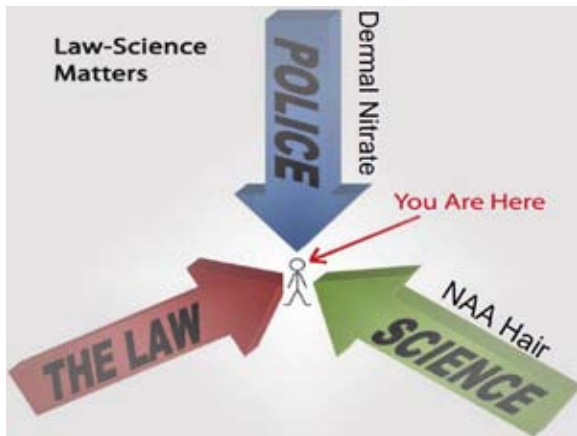 Law-Science
Matters
POLICE
Dermal Nitrate
You Are Here
THE LAW
NAA Hair
SCIENCE